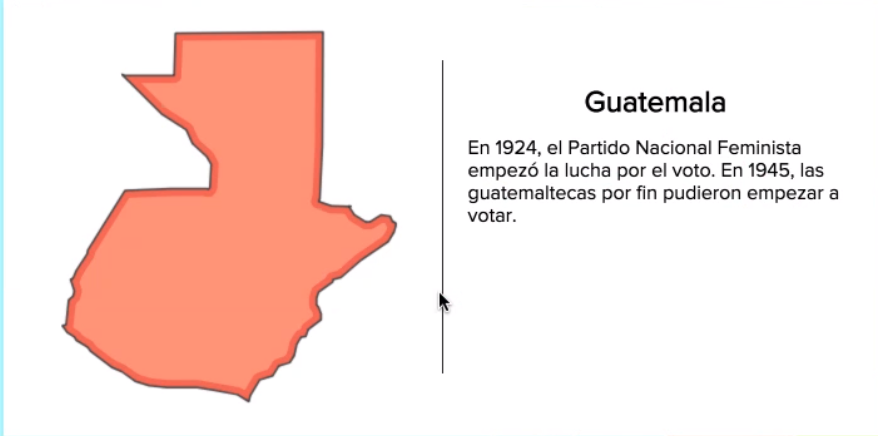 Guatemala
En 1924, el Partido Nacional Feminista
empezó la lucha por el voto. En 1945, las
guatemaltecas por fin pudieron empezar a
votar.